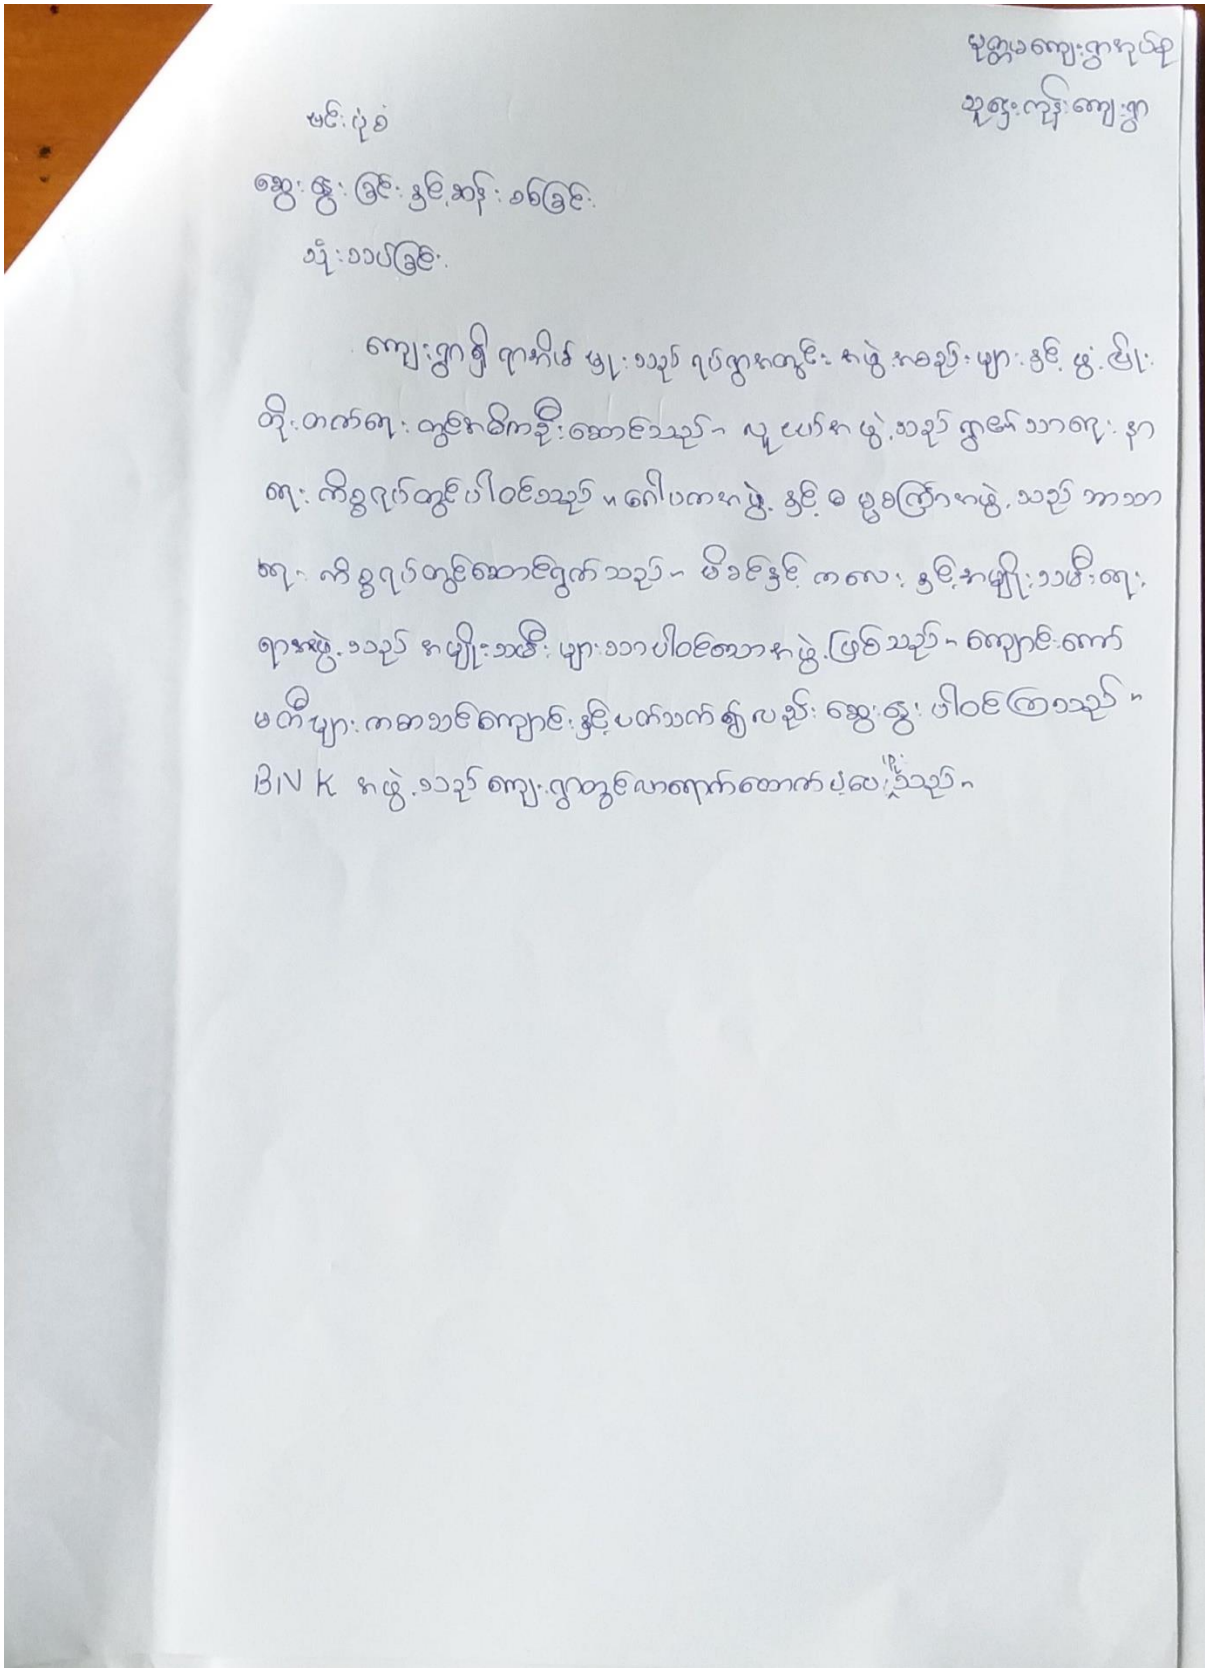 မုတ္တမကျေးရွာအုပ်စု
သူဌေးကုန်းကျေးရွာ
ဗင်းပုံစံ
ဆွေးနွေးခြင်းနှင့်ဆန်းစစ်ခြင်း
သုံးသပ်ခြင်း
ကျေးရွာရှိ ရာအိမ်မှူးသည် ရပ်ရွာအတွင်း အဖွဲ့အစည်းများနှင့် ဖွံ့ဖြိုး
တိုးတက်ရေးတွင်အဓိကဦးဆောင်သည်။ လူငယ်အဖွဲ့သည် ရွာ၏သာရေးနာ
ရေးကိစ္စရပ်တွင်ပါဝင်သည်။ ဂေါပကအဖွဲ့နှင့် ဓမ္မစကြာအဖွဲ့သည် ဘာသာ
ရေးကိစ္စရပ်တွင်ဆောင်ရွက်သည်။ မိခင်နှင့်ကလေးနှင့်အမျိုးသမီးရေး
ရာအဖွဲ့သည် အမျိုးသမီးများသာပါဝင်သောအဖွဲ့ဖြစ်သည်။ ကျောင်းကော်
မတီများကစာသင်ကျောင်းနှင့်ပတ်သက်၍လည်း ဆွေးနွေးပါဝင်ကြသည်။
BNK အဖွဲ့သည် ကျေးရွာတွင်လာရောက်ထောက်ပံ့ပေးသည်။